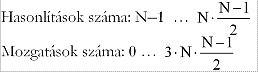 Hasonlítások száma: N–1 … N·(N–1)/2
Mozgatások száma: 0 … 3·N·(N–1)/2